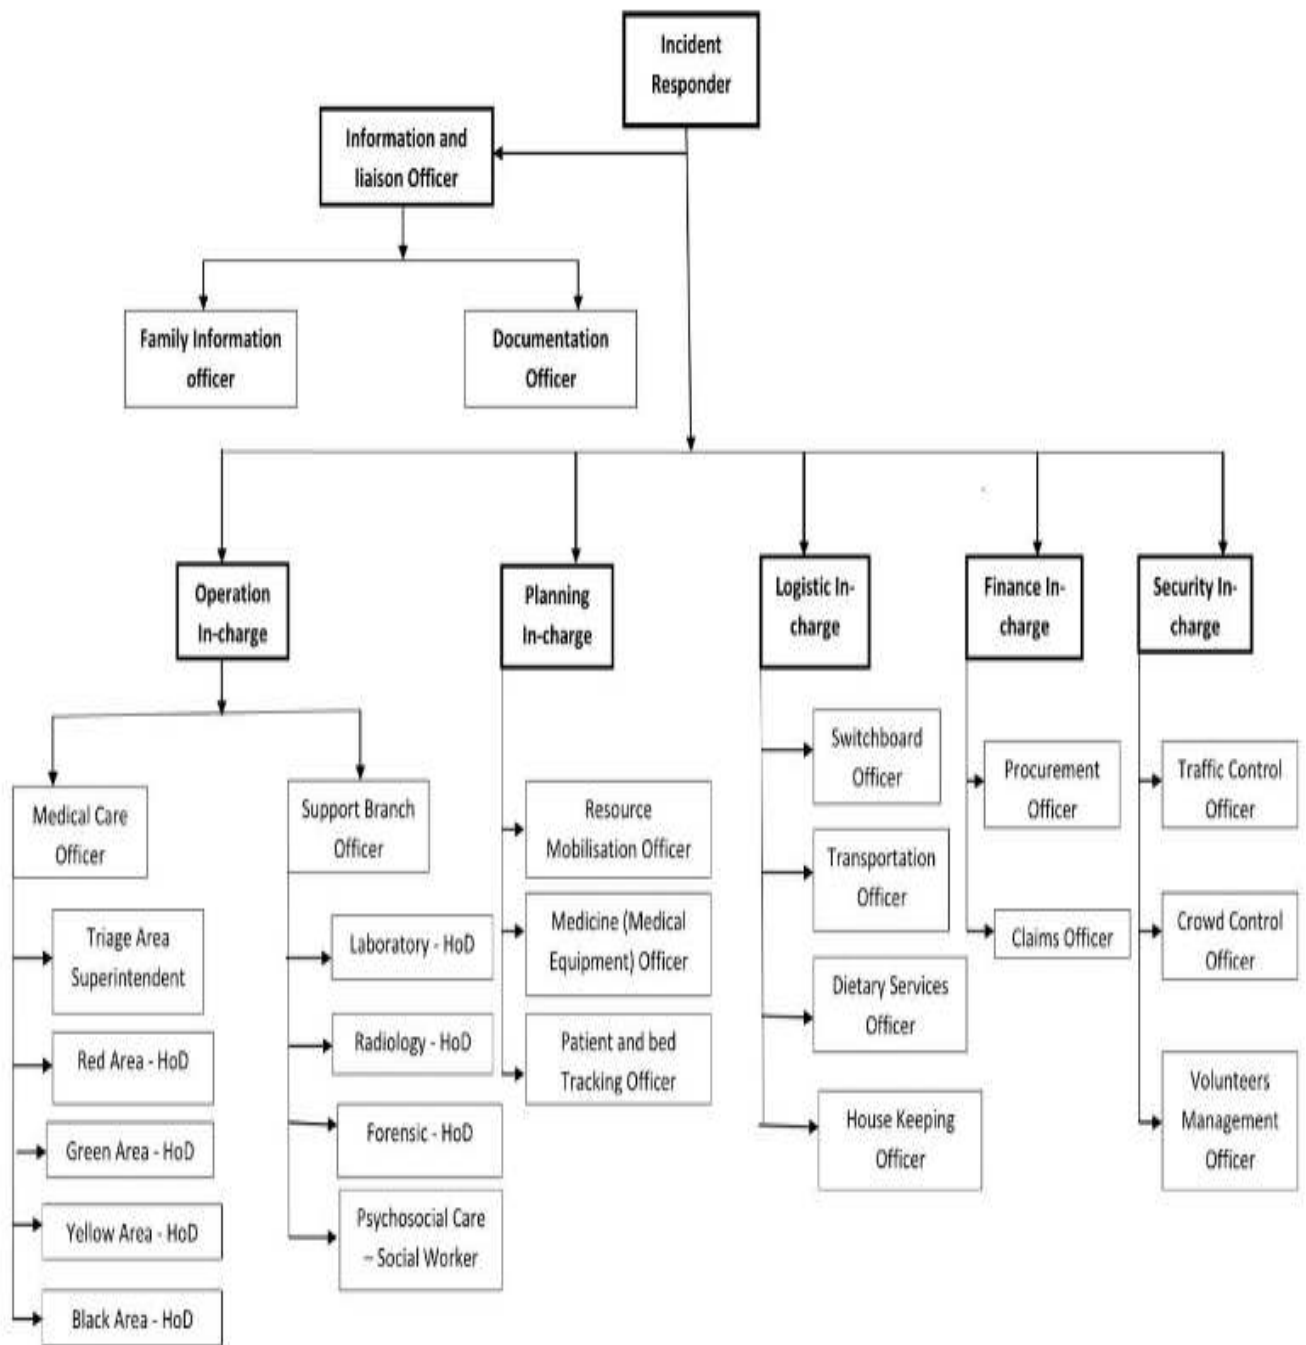 Incident
Responder
Information and
liaison Officer
Family Information
officer
Documentation
Officer
Operation
In-charge
Planning
In-charge
Logistic In-
charge
Finance In-
charge
Security In-
charge
Medical Care
Officer
Triage Area
Superintendent
Red Area - HoD
Green Area - HoD
Yellow Area - HoD
Black Area - HoD
Support Branch
Officer
Laboratory - HoD
Radiology - HoD
Forensic - HoD
Psychosocial Care
– Social Worker
Resource
Mobilisation Officer
Medicine (Medical
Equipment) Officer
Patient and bed
Tracking Officer
Switchboard
Officer
Transportation
Officer
Dietary Services
Officer
House Keeping
Officer
Procurement
Officer
Claims Officer
Traffic Control
Officer
Crowd Control
Officer
Volunteers
Management
Officer